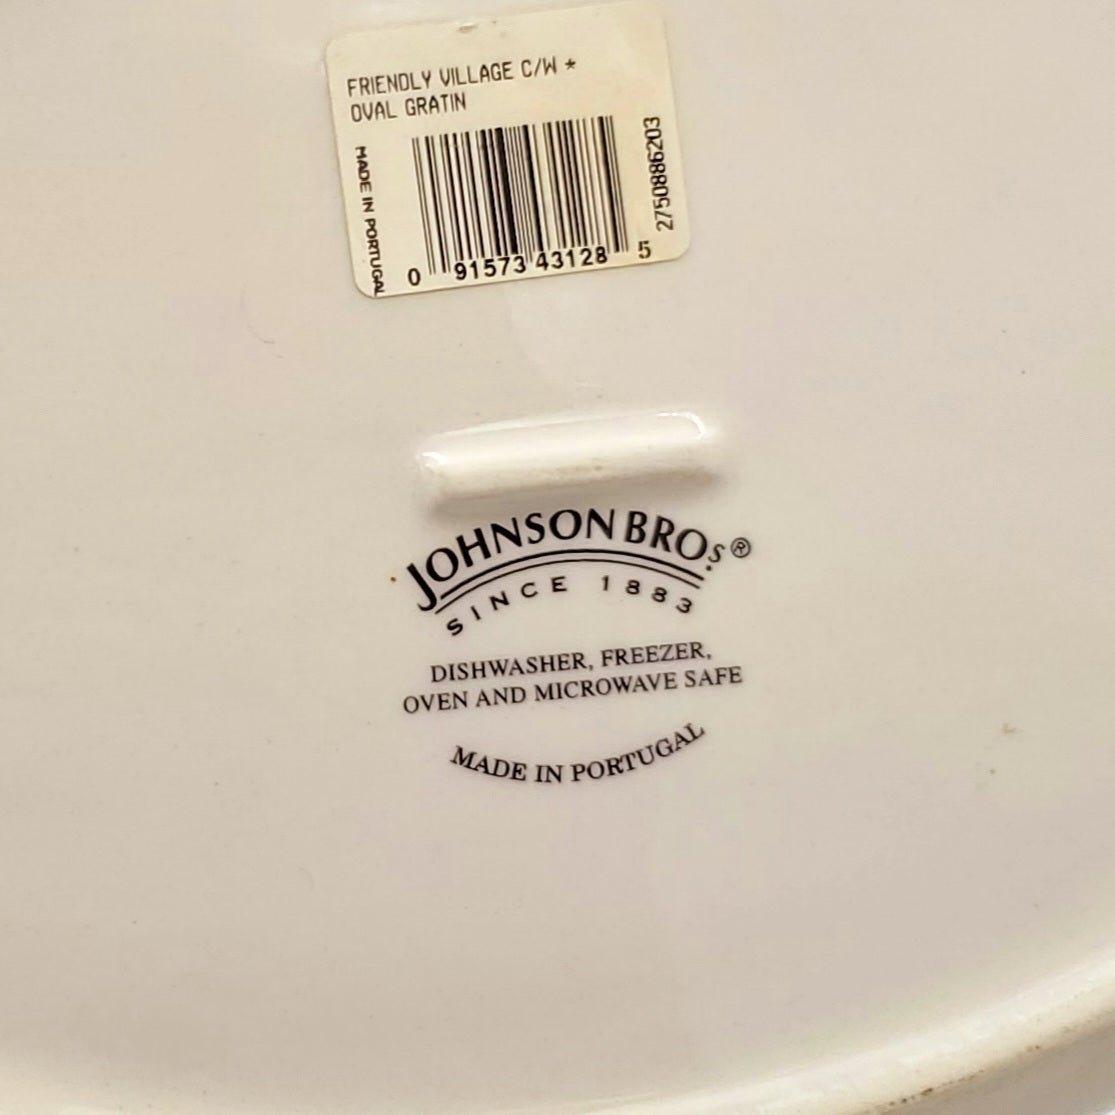 FRIENDLY VILLAGE C/W *
OVAL GRATIN
MADE IN PORTUGAL
2750886203
0 91573 43128 5
JOHNSON BROS.®
SINCE 1883
DISHWASHER, FREEZER,
OVEN AND MICROWAVE SAFE
MADE IN PORTUGAL